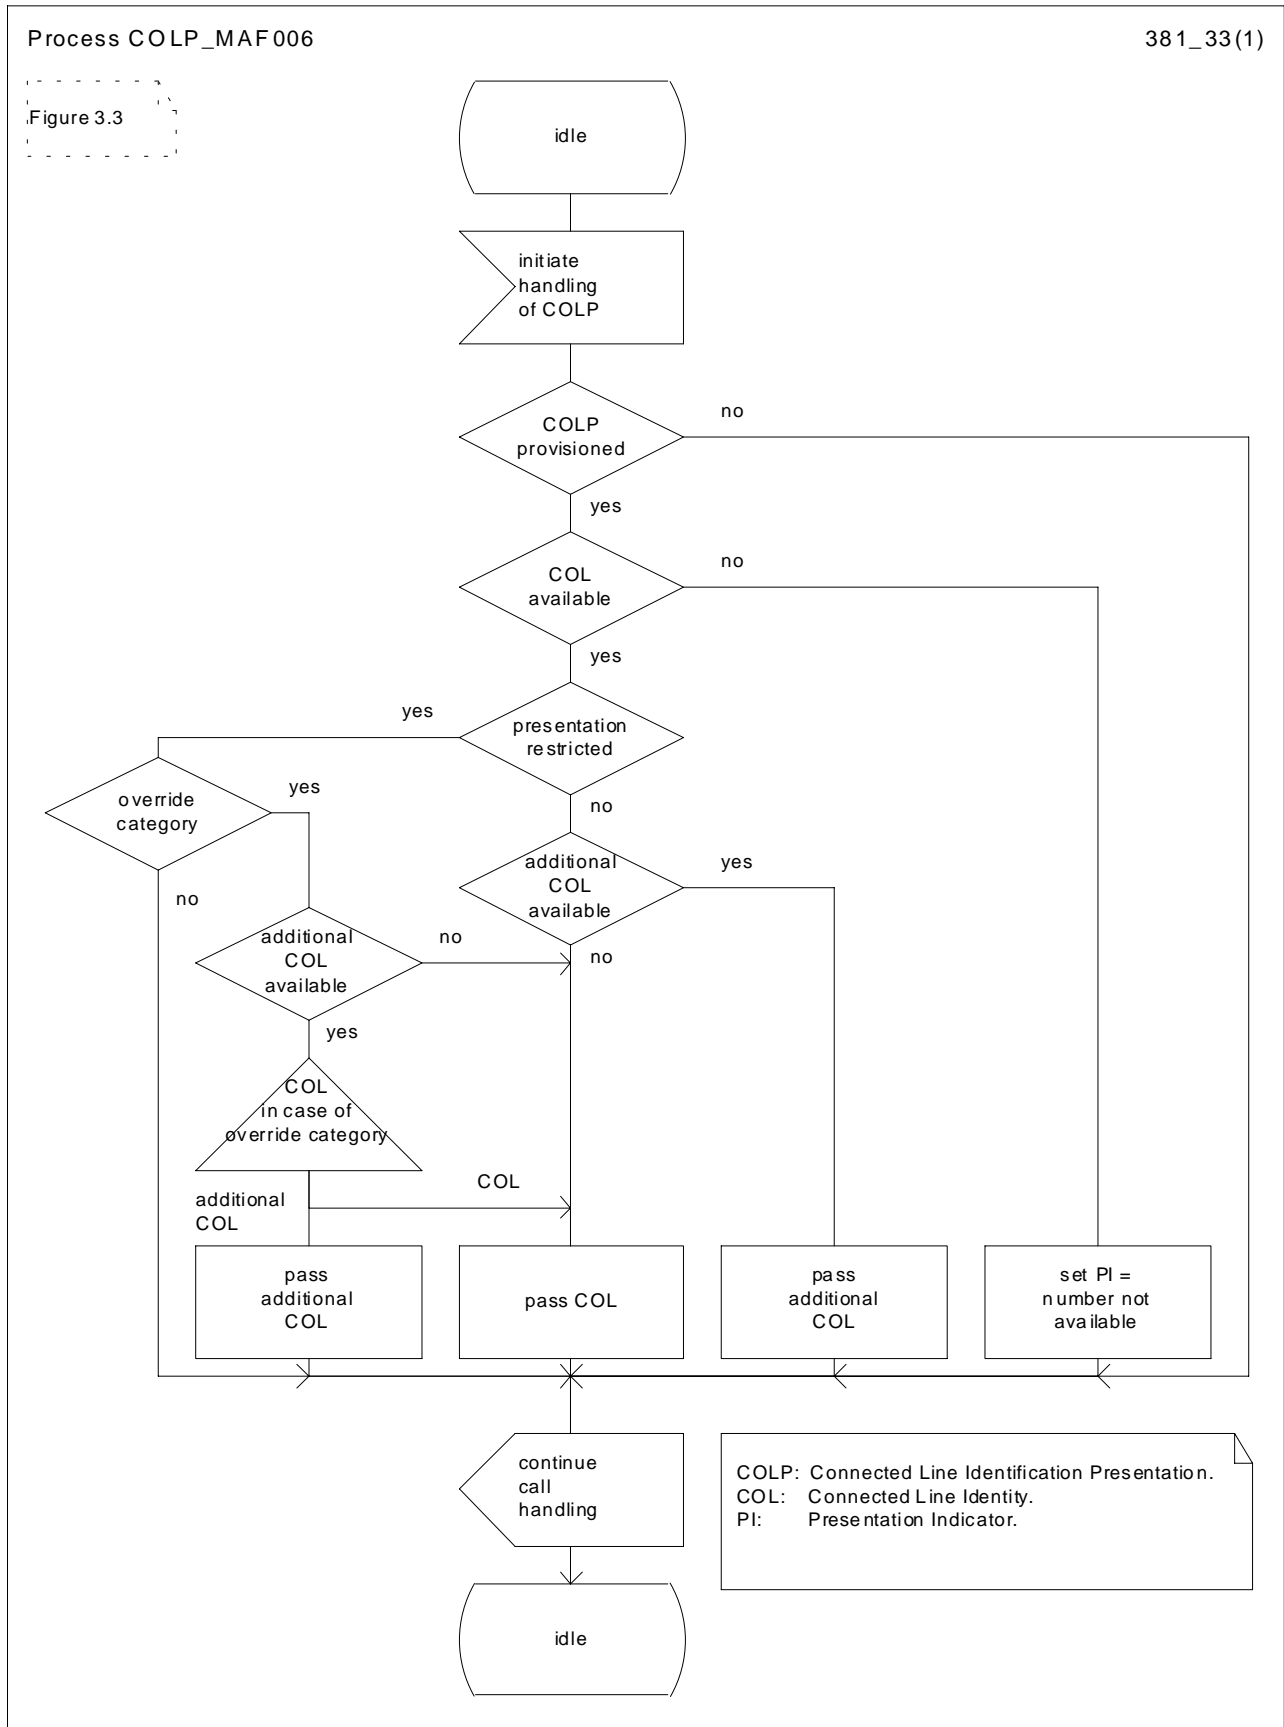 Process COLP_MAF006
381_33(1)
Figure 3.3
idle
initiate
handling
of COLP
COLP
provisioned
no
yes
COL
available
no
yes
presentation
restricted
yes
no
override
category
yes
no
additional
COL
available
yes
no
additional
COL
available
no
yes
COL
in case of
override category
additional
COL
COL
pass
additional
COL
pass COL
pass
additional
COL
set PI =
number not
available
continue
call
handling
COLP: Connected Line Identification Presentation.
COL: Connected Line Identity.
PI: Presentation Indicator.
idle